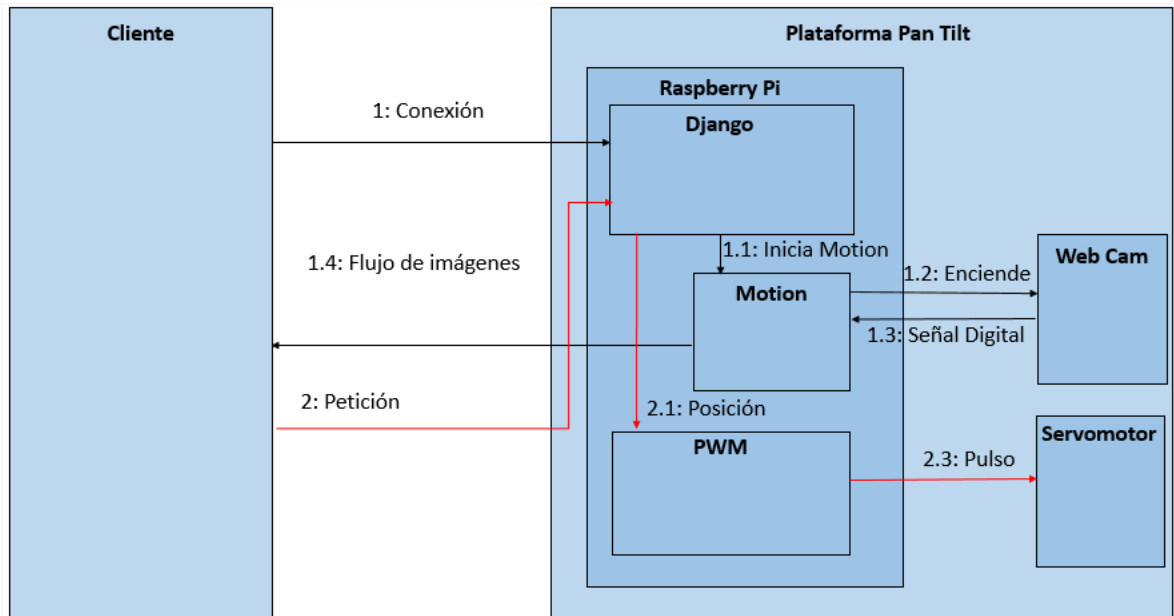 Cliente
Plataforma Pan Tilt
Raspberry Pi
1: Conexión
Django
1.1: Inicia Motion
1.4: Flujo de imágenes
Web Cam
1.2: Enciende
Motion
1.3: Señal Digital
2: Petición
2.1: Posición
Servomotor
PWM
2.3: Pulso